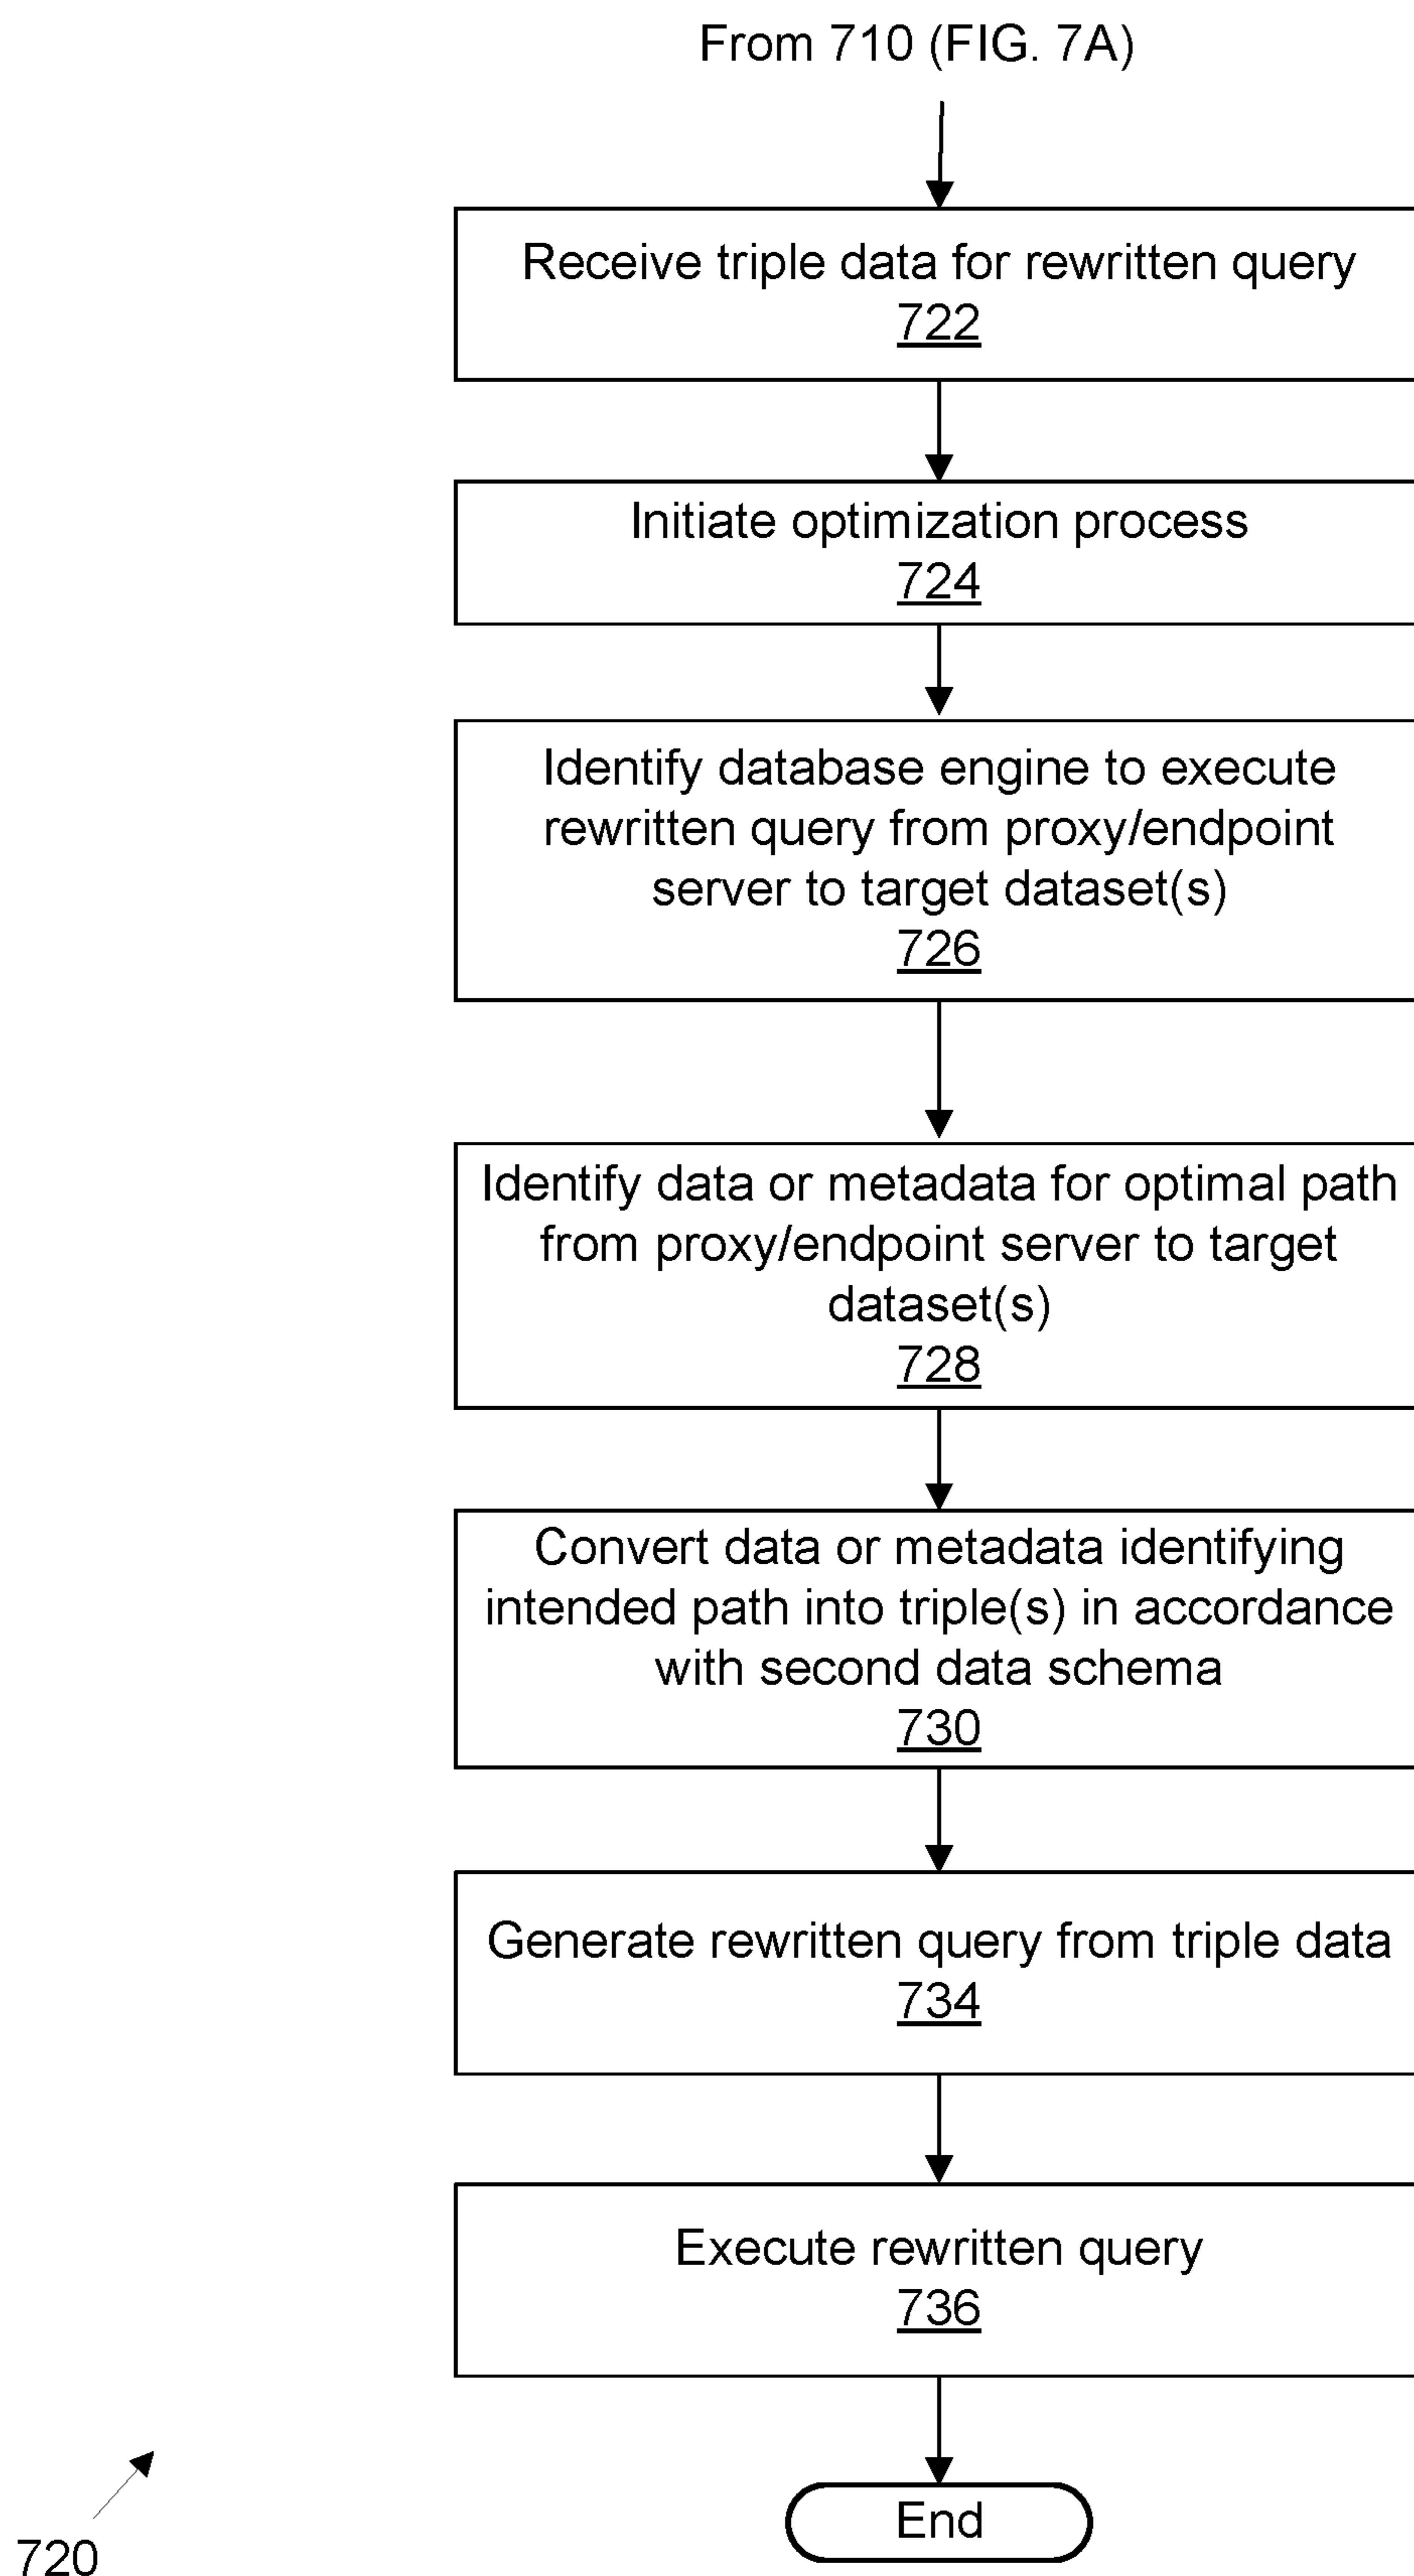 From 710 (FIG. 7A)
Receive triple data for rewritten query
722
Initiate optimization process
724
Identify database engine to execute
rewritten query from proxy/endpoint
server to target dataset(s)
726
Identify data or metadata for optimal path
from proxy/endpoint server to target
dataset(s)
728
Convert data or metadata identifying
intended path into triple(s) in accordance
with second data schema
730
Generate rewritten query from triple data
734
Execute rewritten query
736
End
720